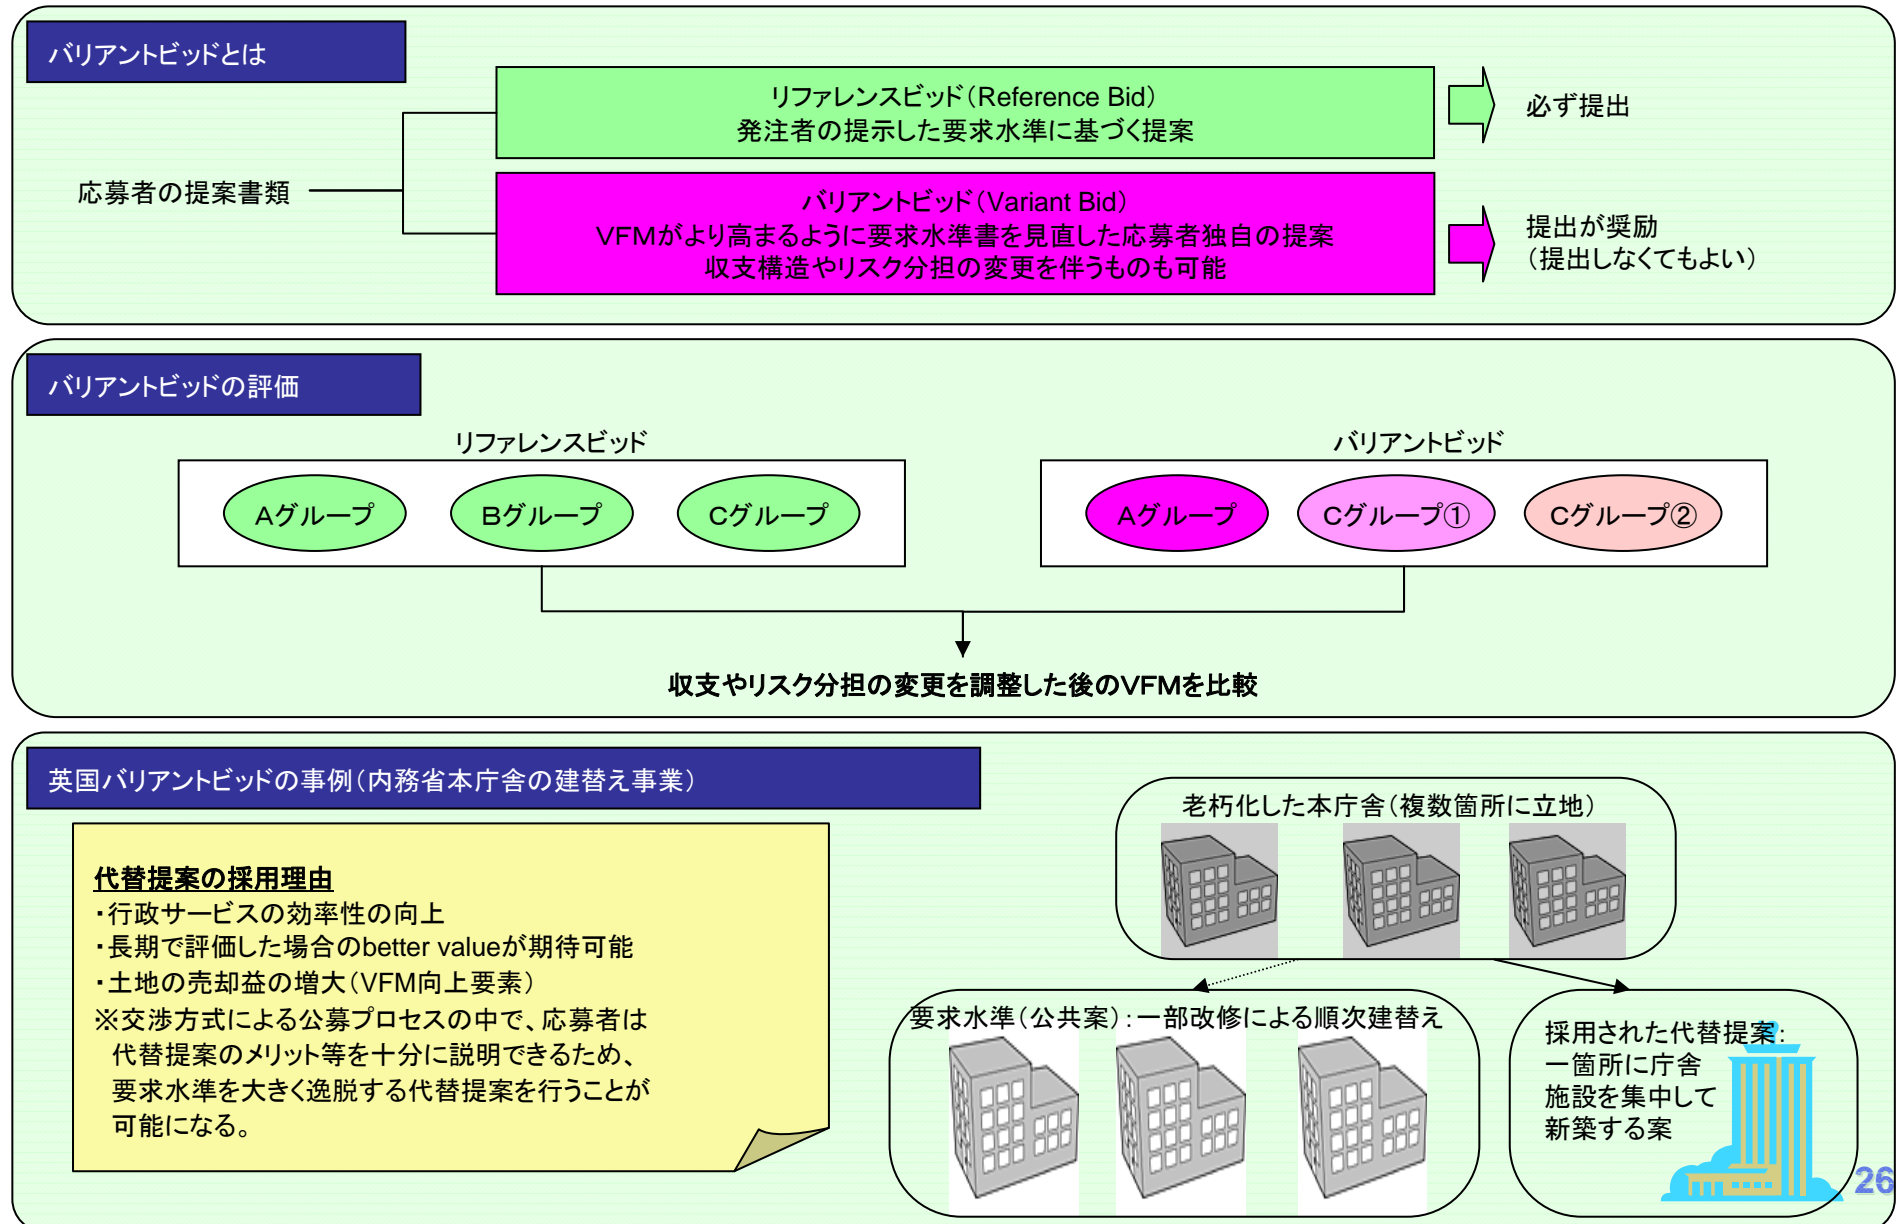 バリアントビッドとは
リファレンスビッド（Reference Bid）
発注者の提示した要求水準に基づく提案
必ず提出
応募者の提案書類
バリアントビッド（Variant Bid）
VFMがより高まるように要求水準書を見直した応募者独自の提案
収支構造やリスク分担の変更を伴うものも可能
提出が奨励
（提出しなくてもよい）
バリアントビッドの評価
リファレンスビッド
Aグループ
Bグループ
Cグループ
バリアントビッド
Aグループ
Cグループ①
Cグループ②
収支やリスク分担の変更を調整した後のVFMを比較
英国バリアントビッドの事例（内務省本庁舎の建替え事業）
代替提案の採用理由
・行政サービスの効率性の向上
・長期で評価した場合のbetter valueが期待可能
・土地の売却益の増大（VFM向上要素）
※交渉方式による公募プロセスの中で、応募者は
代替提案のメリット等を十分に説明できるため、
要求水準を大きく逸脱する代替提案を行うことが
可能になる。
老朽化した本庁舎（複数箇所に立地）
要求水準（公共案）：一部改修による順次建替え
採用された代替提案：
一箇所に庁舎
施設を集中して
新築する案
26